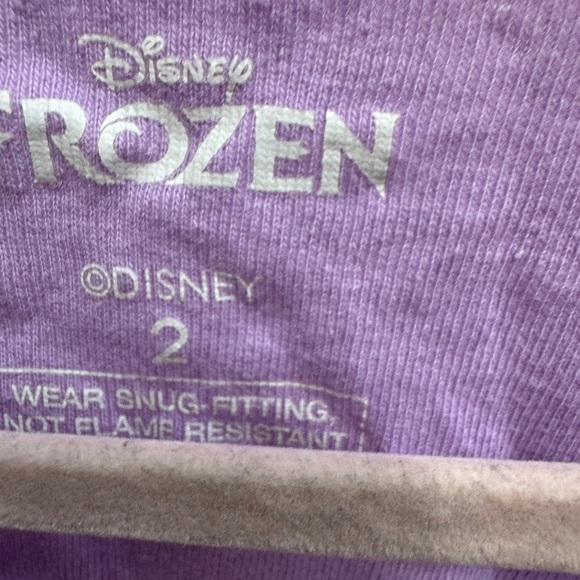 Disney
FROZEN
©DISNEY
2
WEAR SNUG-FITTING,
NOT FLAME RESISTANT